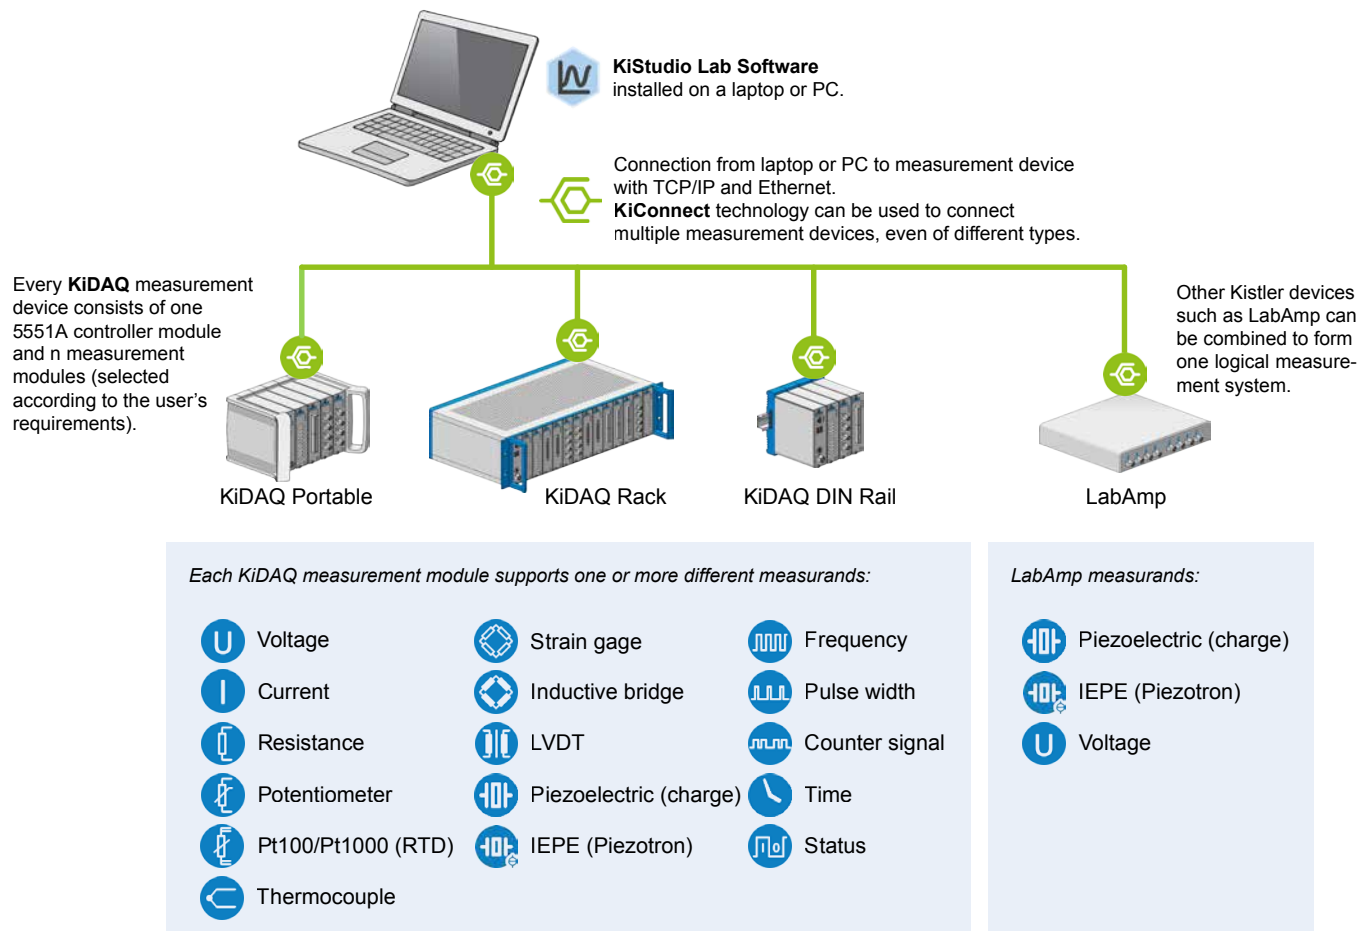 KiStudio Lab Software
installed on a laptop or PC.
Connection from laptop or PC to measurement device
with TCP/IP and Ethernet.
KiConnect technology can be used to connect
multiple measurement devices, even of different types.
Every KiDAQ measurement
device consists of one
5551A controller module
and n measurement
modules (selected
according to the user's
requirements).
Other Kistler devices
such as LabAmp can
be combined to form
one logical measure-
ment system.
KiDAQ Portable
KiDAQ Rack
KiDAQ DIN Rail
LabAmp
Each KiDAQ measurement module supports one or more different measurands:
U Voltage
Current
Resistance
Potentiometer
Pt100/Pt1000 (RTD)
Thermocouple
Strain gage
Inductive bridge
LVDT
Piezoelectric (charge)
IEPE (Piezotron)
Frequency
Pulse width
Counter signal
Time
Status
LabAmp measurands:
Piezoelectric (charge)
IEPE (Piezotron)
U Voltage